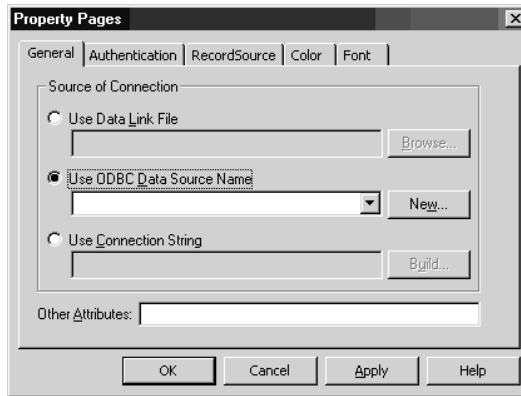 Property Pages
General Authentication RecordSource Color Font
Source of Connection
Use Data Link File
Browse...
Use ODBC Data Source Name
New...
Use Connection String
Build...
Other Attributes:
OK Cancel Apply Help